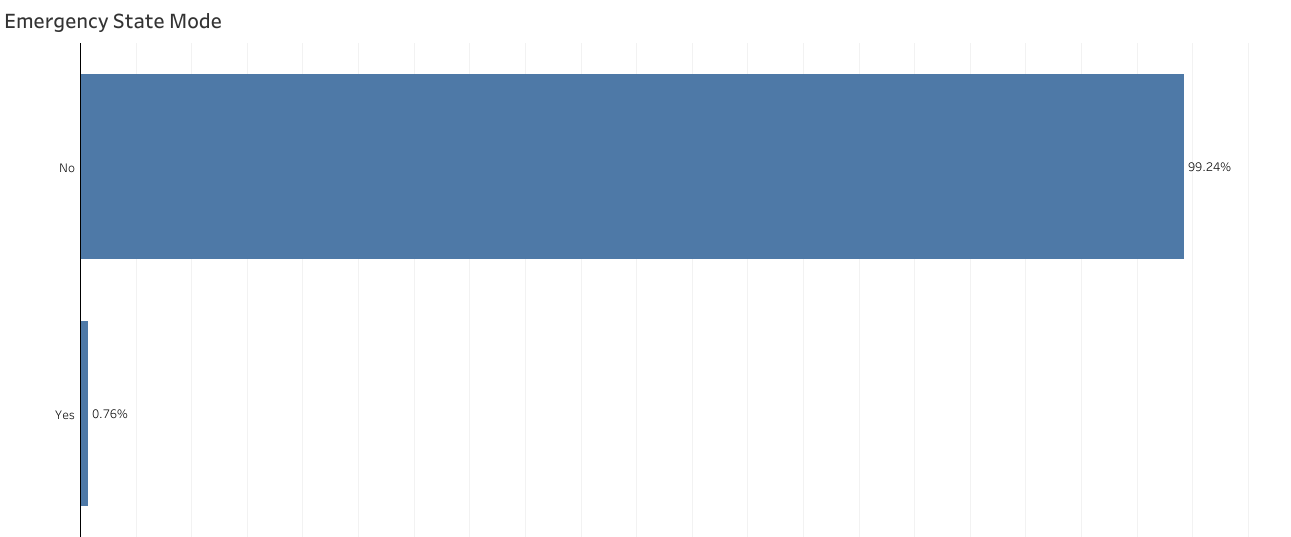 Emergency State Mode
No
99.24%
Yes
0.76%